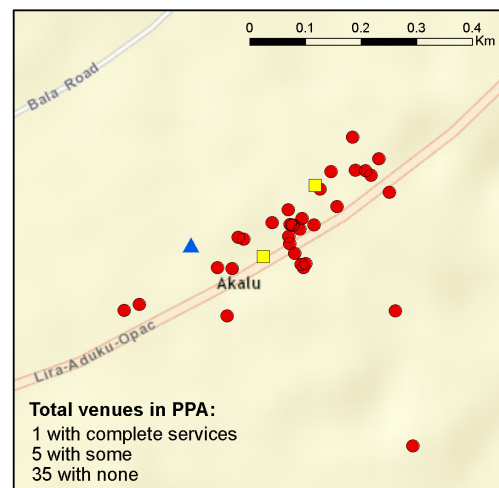 0 0.1 0.2 0.3 0.4
Km
Bala Road
Akalu
Lira-Aduku-Opac
Total venues in PPA:
1 with complete services
5 with some
35 with none